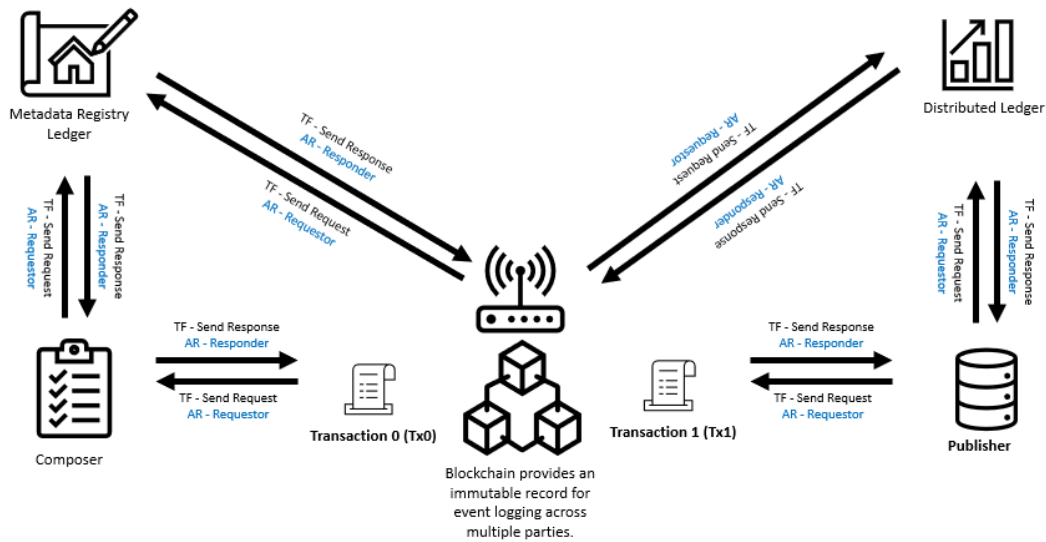 Metadata Registry
Ledger
Distributed Ledger
TF - Send Response
AR - Responder
TF - Send Request
AR - Requestor
AR - Requestor
TF - Send Request
AR - Responder
TF - Send Response
TF - Send Response
AR - Responder
TF - Send Request
AR - Requestor
TF - Send Response
AR - Responder
TF - Send Request
AR - Requestor
TF - Send Response
AR - Responder
TF - Send Request
AR - Requestor
TF - Send Response
AR - Responder
TF - Send Request
AR - Requestor
Transaction 0 (Tx0)
Transaction 1 (Tx1)
Composer
Publisher
Blockchain provides an
immutable record for
event logging across
multiple parties.